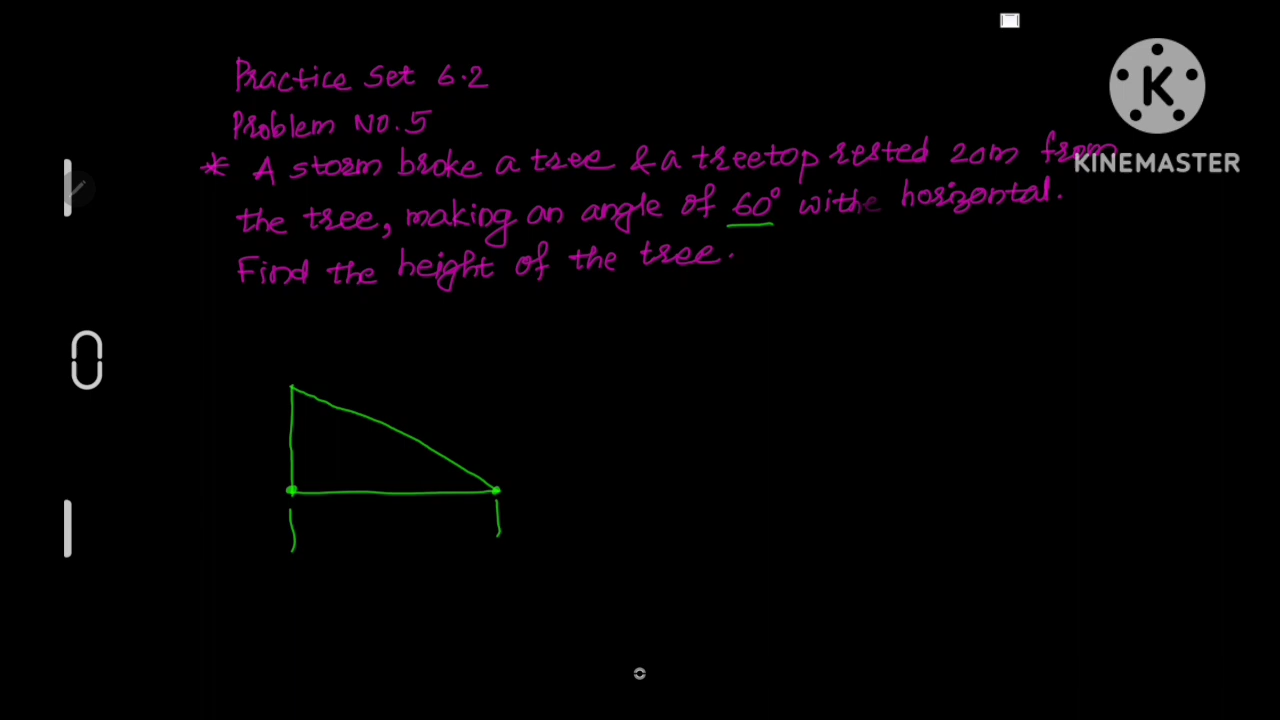 Practice Set 6.2
Problem No.5
* A storm broke a tree & a treetop rested 20m from
the tree, making an angle of 60° withe horizontal.
Find the height of the tree.
K
KINEMASTER